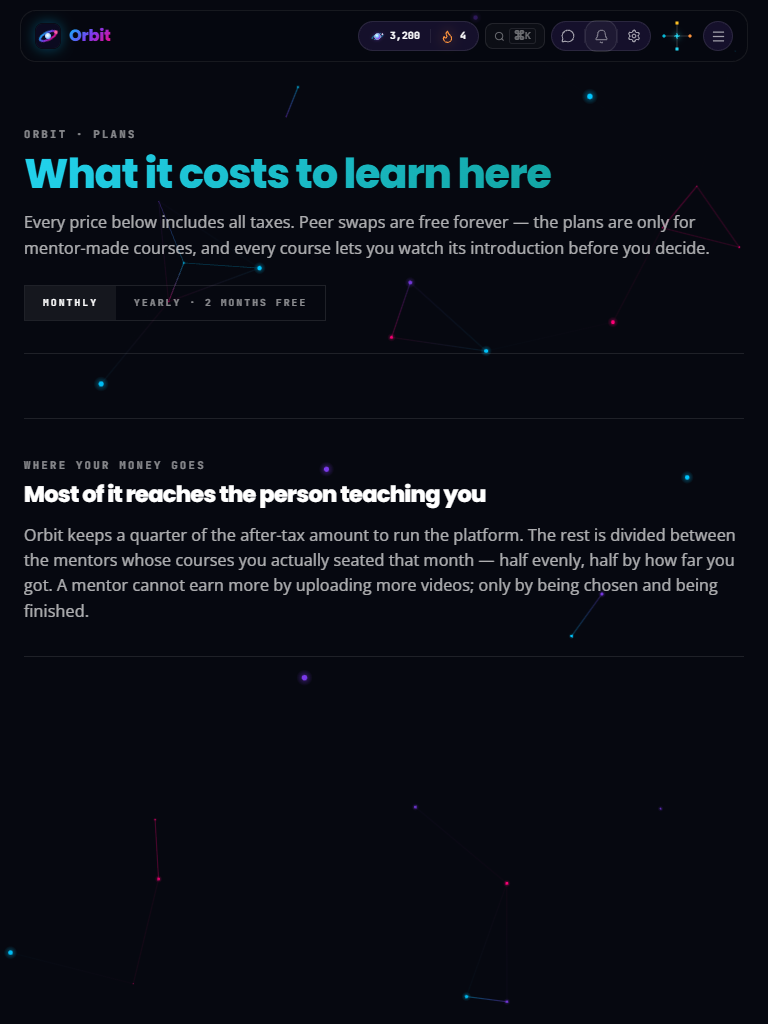 Orbit
3,200
4
⌘K
ORBIT · PLANS
What it costs to learn here
Every price below includes all taxes. Peer swaps are free forever — the plans are only for
mentor-made courses, and every course lets you watch its introduction before you decide.
MONTHLY
YEARLY · 2 MONTHS FREE
WHERE YOUR MONEY GOES
Most of it reaches the person teaching you
Orbit keeps a quarter of the after-tax amount to run the platform. The rest is divided between
the mentors whose courses you actually seated that month — half evenly, half by how far you
got. A mentor cannot earn more by uploading more videos; only by being chosen and being
finished.